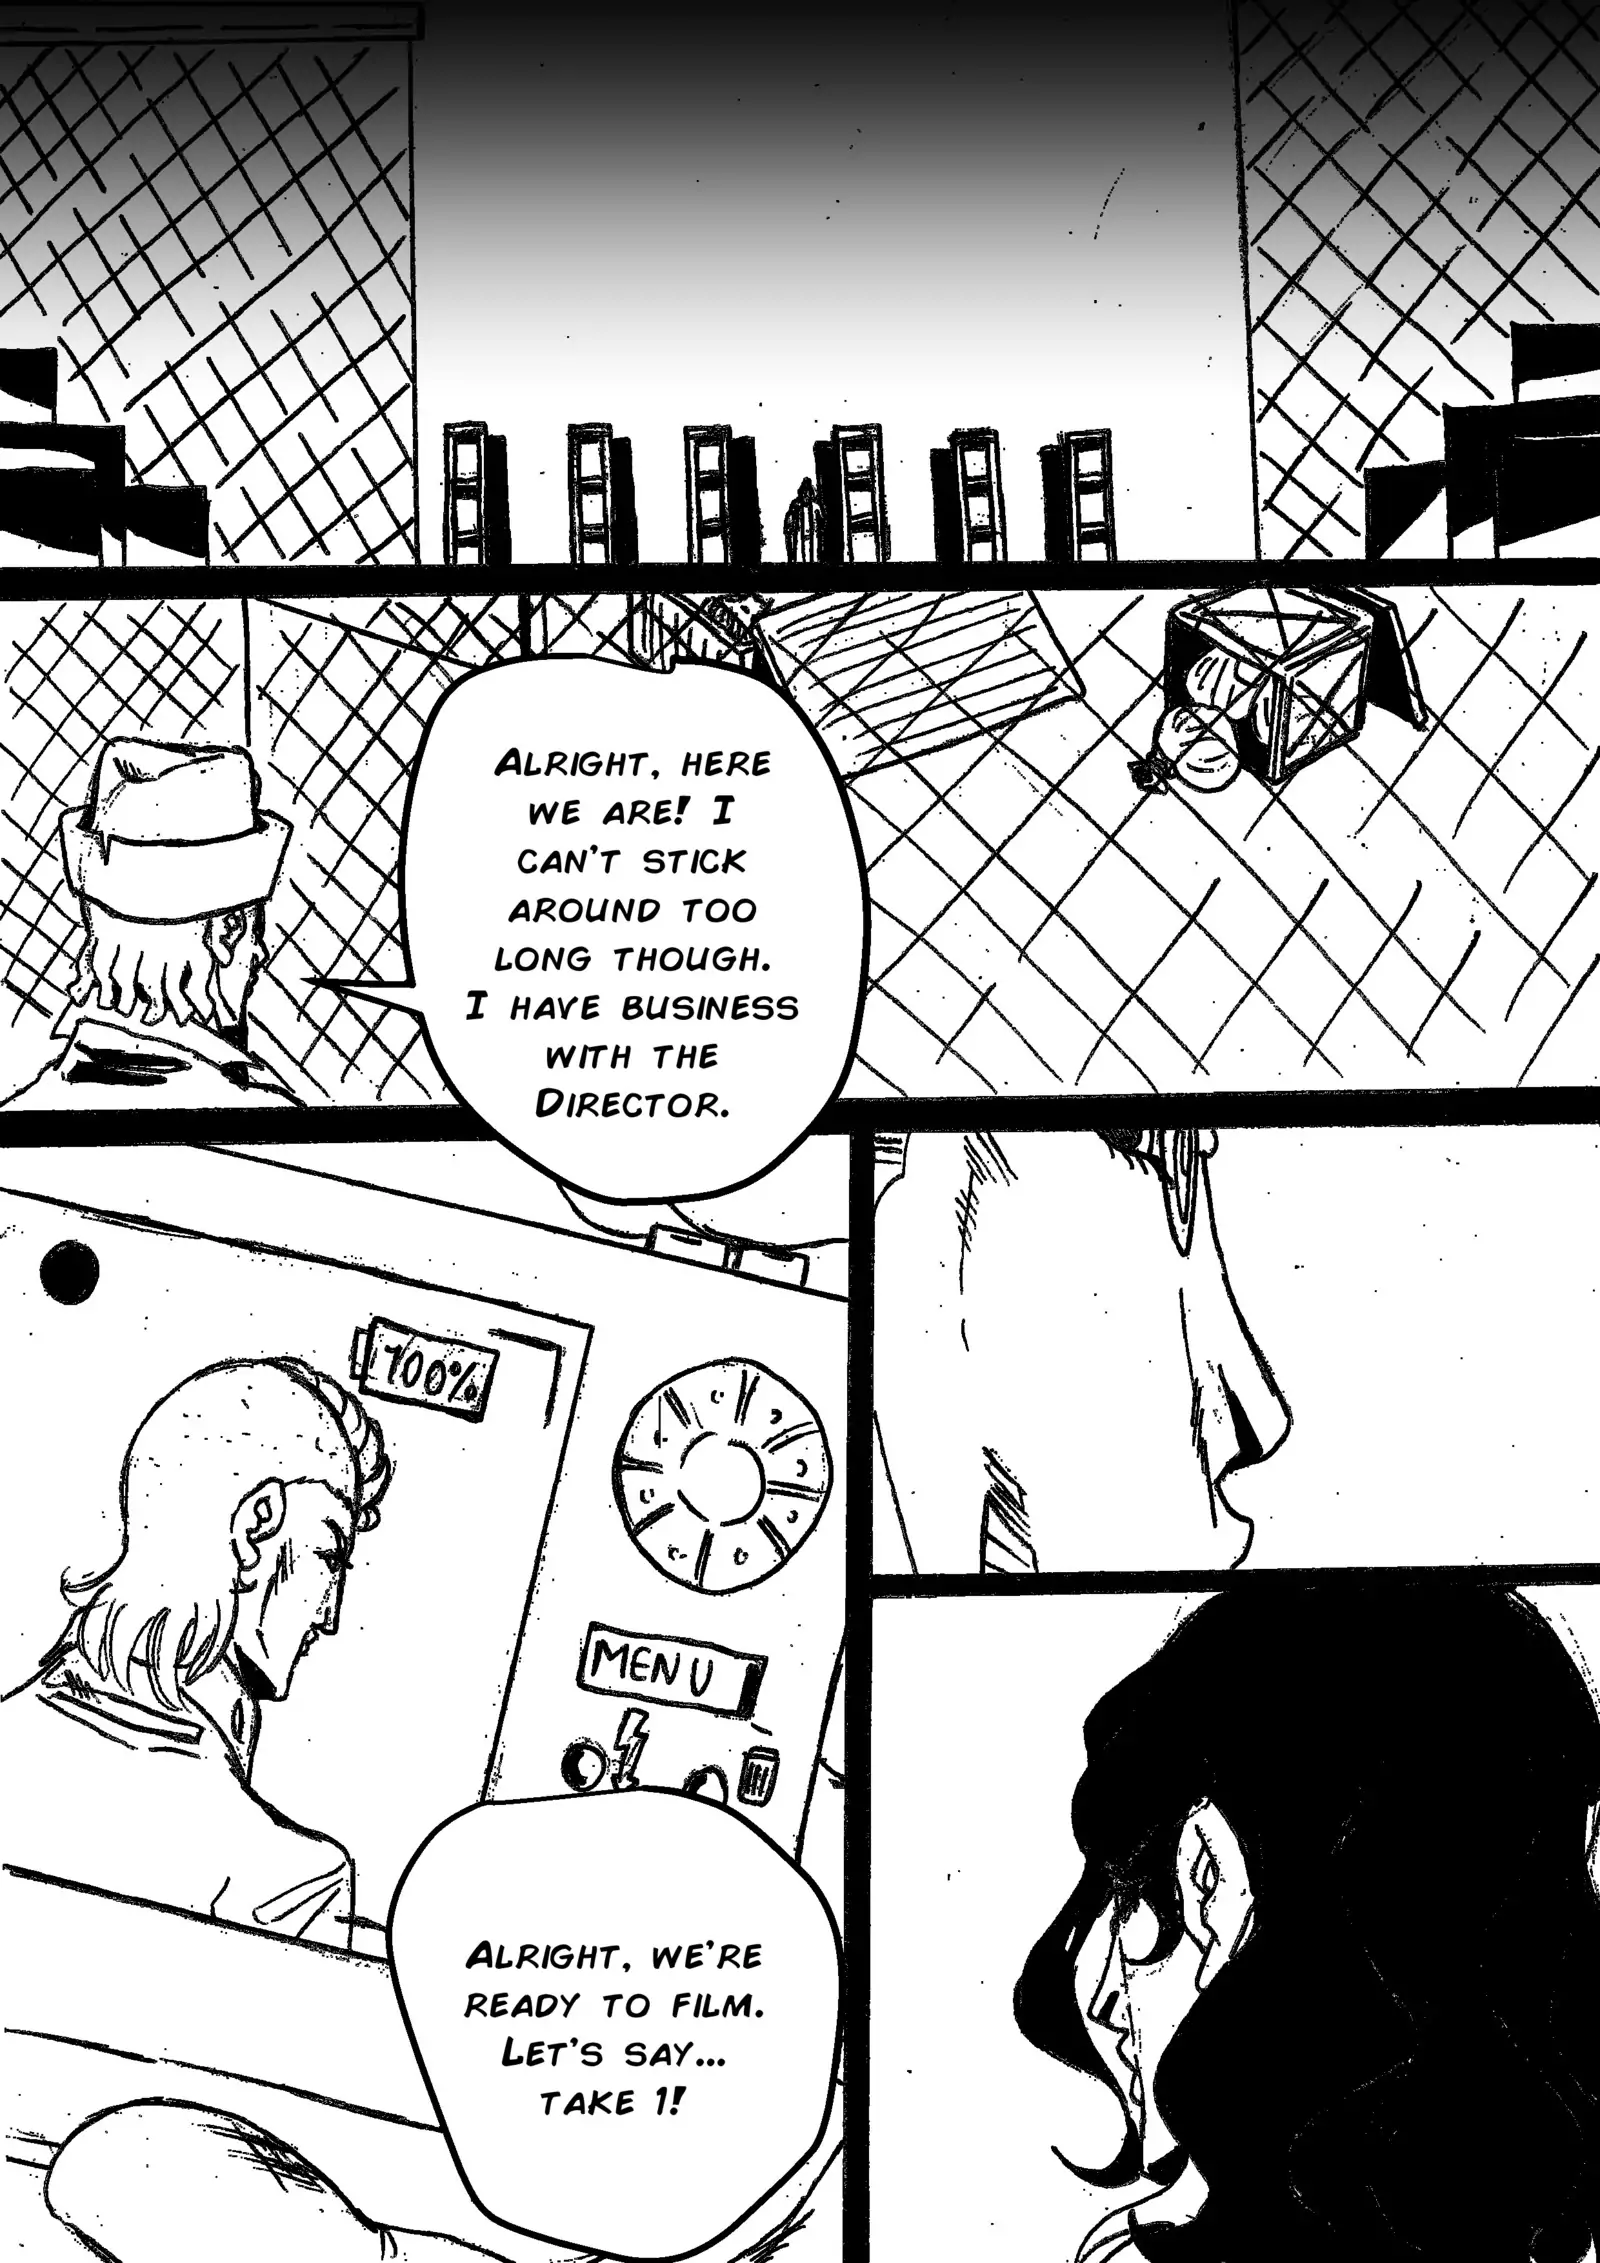 Alright, here
we are! I
can't stick
around too
long though.
I have business
with the
Director.
100%
MENU
Alright, we're
ready to film.
Let's say...
take 1!